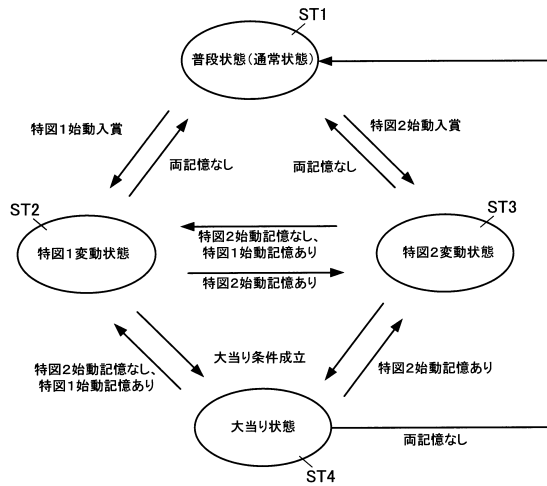 ST1
普段状態(通常状態)
特図1始動入賞
特図2始動入賞
両記憶なし
両記憶なし
ST2
ST3
特図1変動状態
特図2始動記憶なし、
特図1始動記憶あり
特図2始動記憶あり
特図2変動状態
大当り条件成立
特図2始動記憶なし、
特図1始動記憶あり
特図2始動記憶あり
大当り状態
両記憶なし
ST4